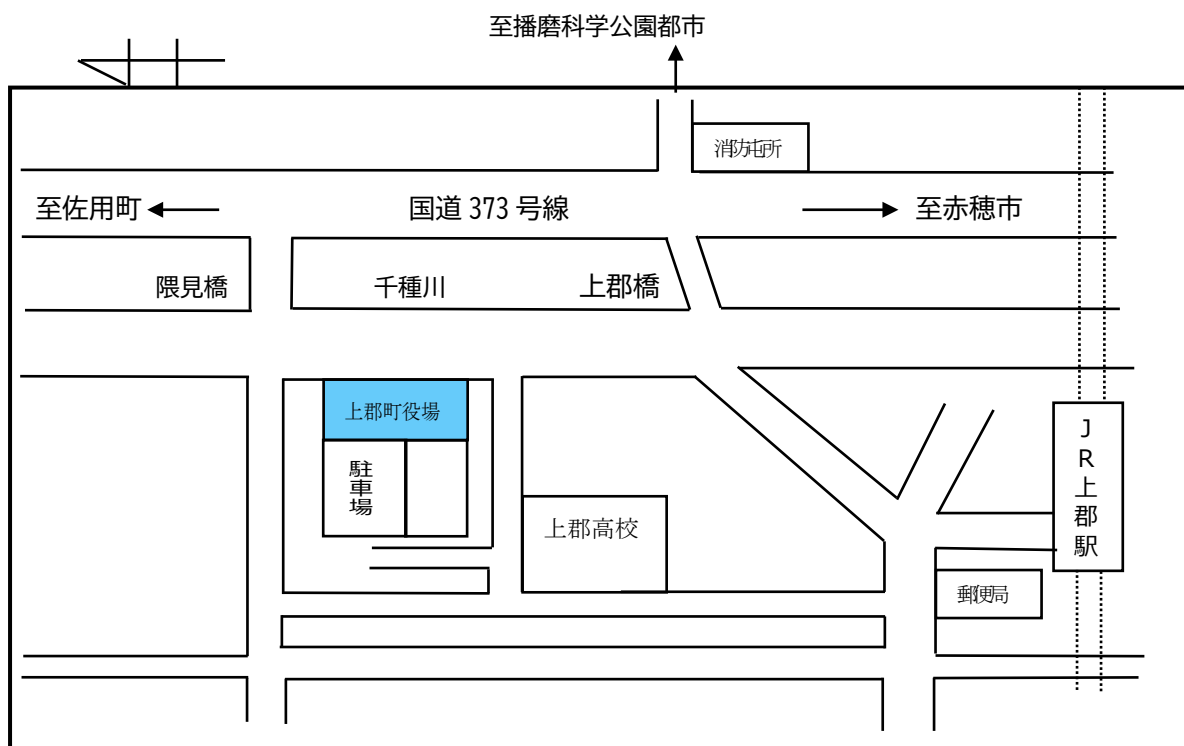 至播磨科学公園都市
消防屯所
至佐用町
国道 373 号線
至赤穂市
隈見橋
千種川
上郡橋
上郡町役場
駐車場
上郡高校
JR上郡駅
郵便局